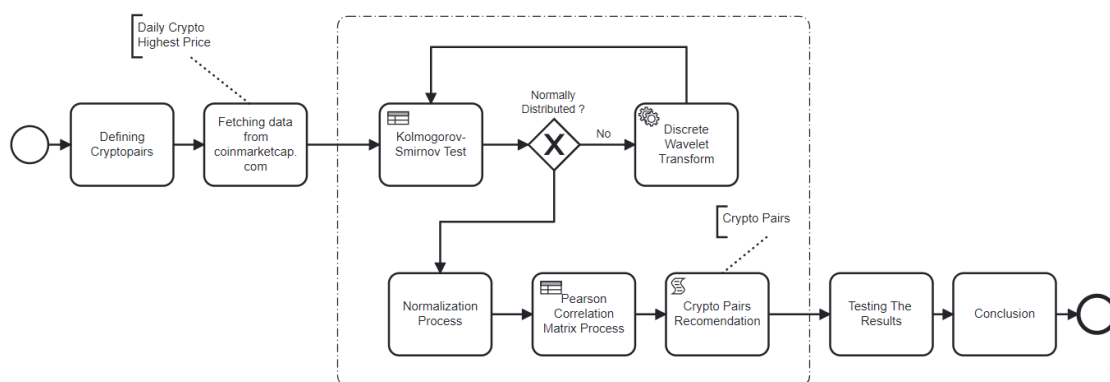 Daily Crypto
Highest Price
Defining
Cryptopairs
Fetching data
from
coinmarketcap.
com
Kolmogorov-
Smirnov Test
Normally
Distributed ?
No
Discrete
Wavelet
Transform
Crypto Pairs
Normalization
Process
Pearson
Correlation
Matrix Process
Crypto Pairs
Recomendation
Testing The
Results
Conclusion